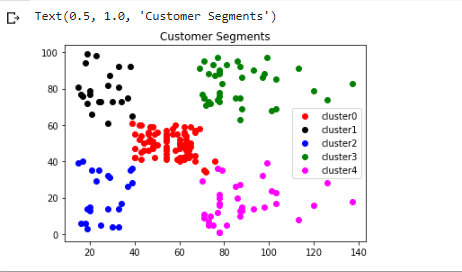 Text(0.5, 1.0, 'Customer Segments')
Customer Segments
100
80
60
40
20
0
cluster0
cluster1
cluster2
cluster3
cluster4
20 40 60 80 100 120 140